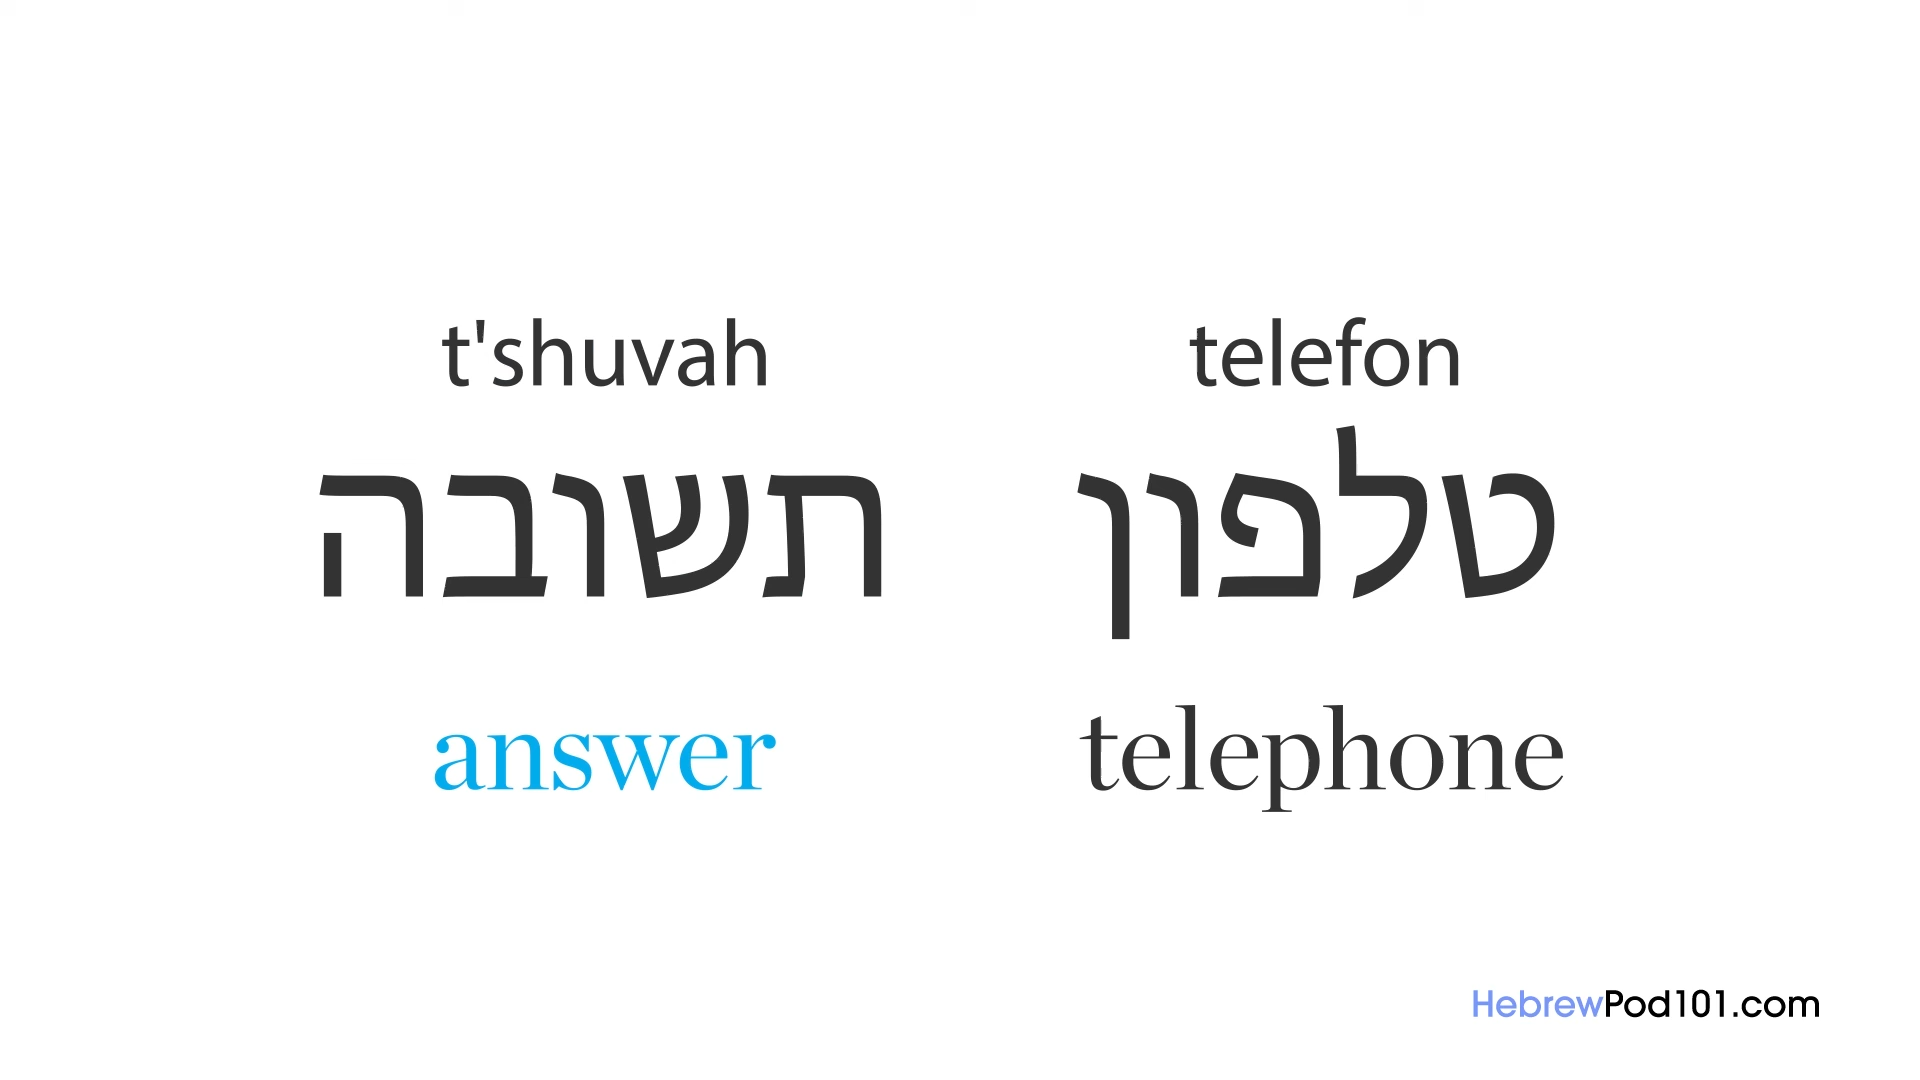 t'shuvah
תשובה
answer
telefon
טלפון
telephone
HebrewPod101.com